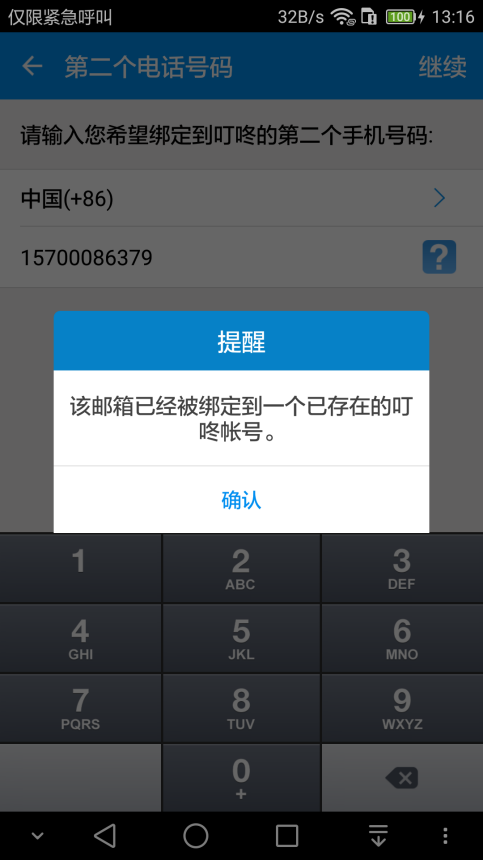 仅限紧急呼叫 32B/s 100 13:16
第二个电话号码 继续
请输入您希望绑定到叮咚的第二个手机号码:
中国(+86)
15700086379 ?
提醒
该邮箱已经被绑定到一个已存在的叮
咚帐号。
确认
1 2 3
ABC DEF
4 5 6
GHI JKL MNO
7 8 9
PQRS TUV WXYZ
0
+